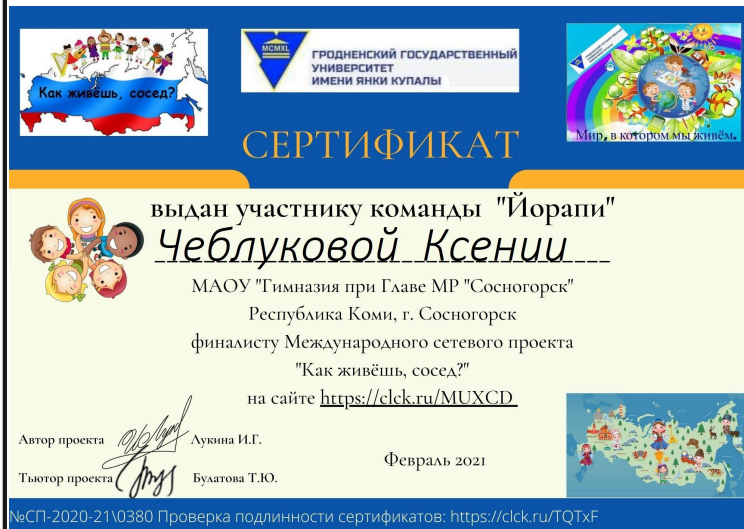 Как живёшь, сосед?
MCMXL
ГРОДНЕНСКИЙ ГОСУДАРСТВЕННЫЙ
УНИВЕРСИТЕТ
ИМЕНИ ЯНКИ КУПАЛЫ
Мир, в котором мы живём.
СЕРТИФИКАТ
выдан участнику команды "Йорапи"
Чеблуковой Ксении
МАОУ "Гимназия при Главе МР "Сосногорск"
Республика Коми, г. Сосногорск
финалисту Международного сетевого проекта
"Как живёшь, сосед?"
на сайте https://clck.ru/MUXCD
Автор проекта Лукина И.Г.
Тьютор проекта Булатова Т.Ю.
Февраль 2021
№СП-2020-21\0380 Проверка подлинности сертификатов: https://clck.ru/TQTxF